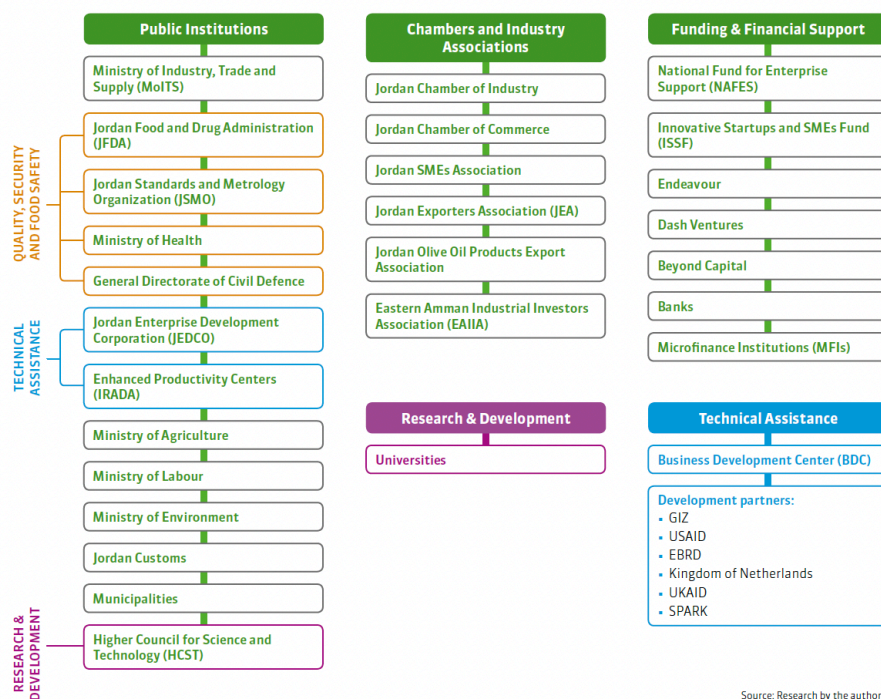 Public Institutions
Ministry of Industry, Trade and
Supply (MoITS)
QUALITY, SECURITY
AND FOOD SAFETY
Jordan Food and Drug Administration
(JFDA)
Jordan Standards and Metrology
Organization (JSMO)
Ministry of Health
General Directorate of Civil Defence
TECHNICAL
ASSISTANCE
Jordan Enterprise Development
Corporation (JEDCO)
Enhanced Productivity Centers
(IRADA)
Ministry of Agriculture
Ministry of Labour
Ministry of Environment
Jordan Customs
Municipalities
RESEARCH &
DEVELOPMENT
Higher Council for Science and
Technology (HCST)
Chambers and Industry
Associations
Jordan Chamber of Industry
Jordan Chamber of Commerce
Jordan SMEs Association
Jordan Exporters Association (JEA)
Jordan Olive Oil Products Export
Association
Eastern Amman Industrial Investors
Association (EAIIA)
Research & Development
Universities
Funding & Financial Support
National Fund for Enterprise
Support (NAFES)
Innovative Startups and SMEs Fund
(ISSF)
Endeavour
Dash Ventures
Beyond Capital
Banks
Microfinance Institutions (MFIs)
Technical Assistance
Business Development Center (BDC)
Development partners:
▪ GIZ
▪ USAID
▪ EBRD
▪ Kingdom of Netherlands
▪ UKAID
▪ SPARK
Source: Research by the author